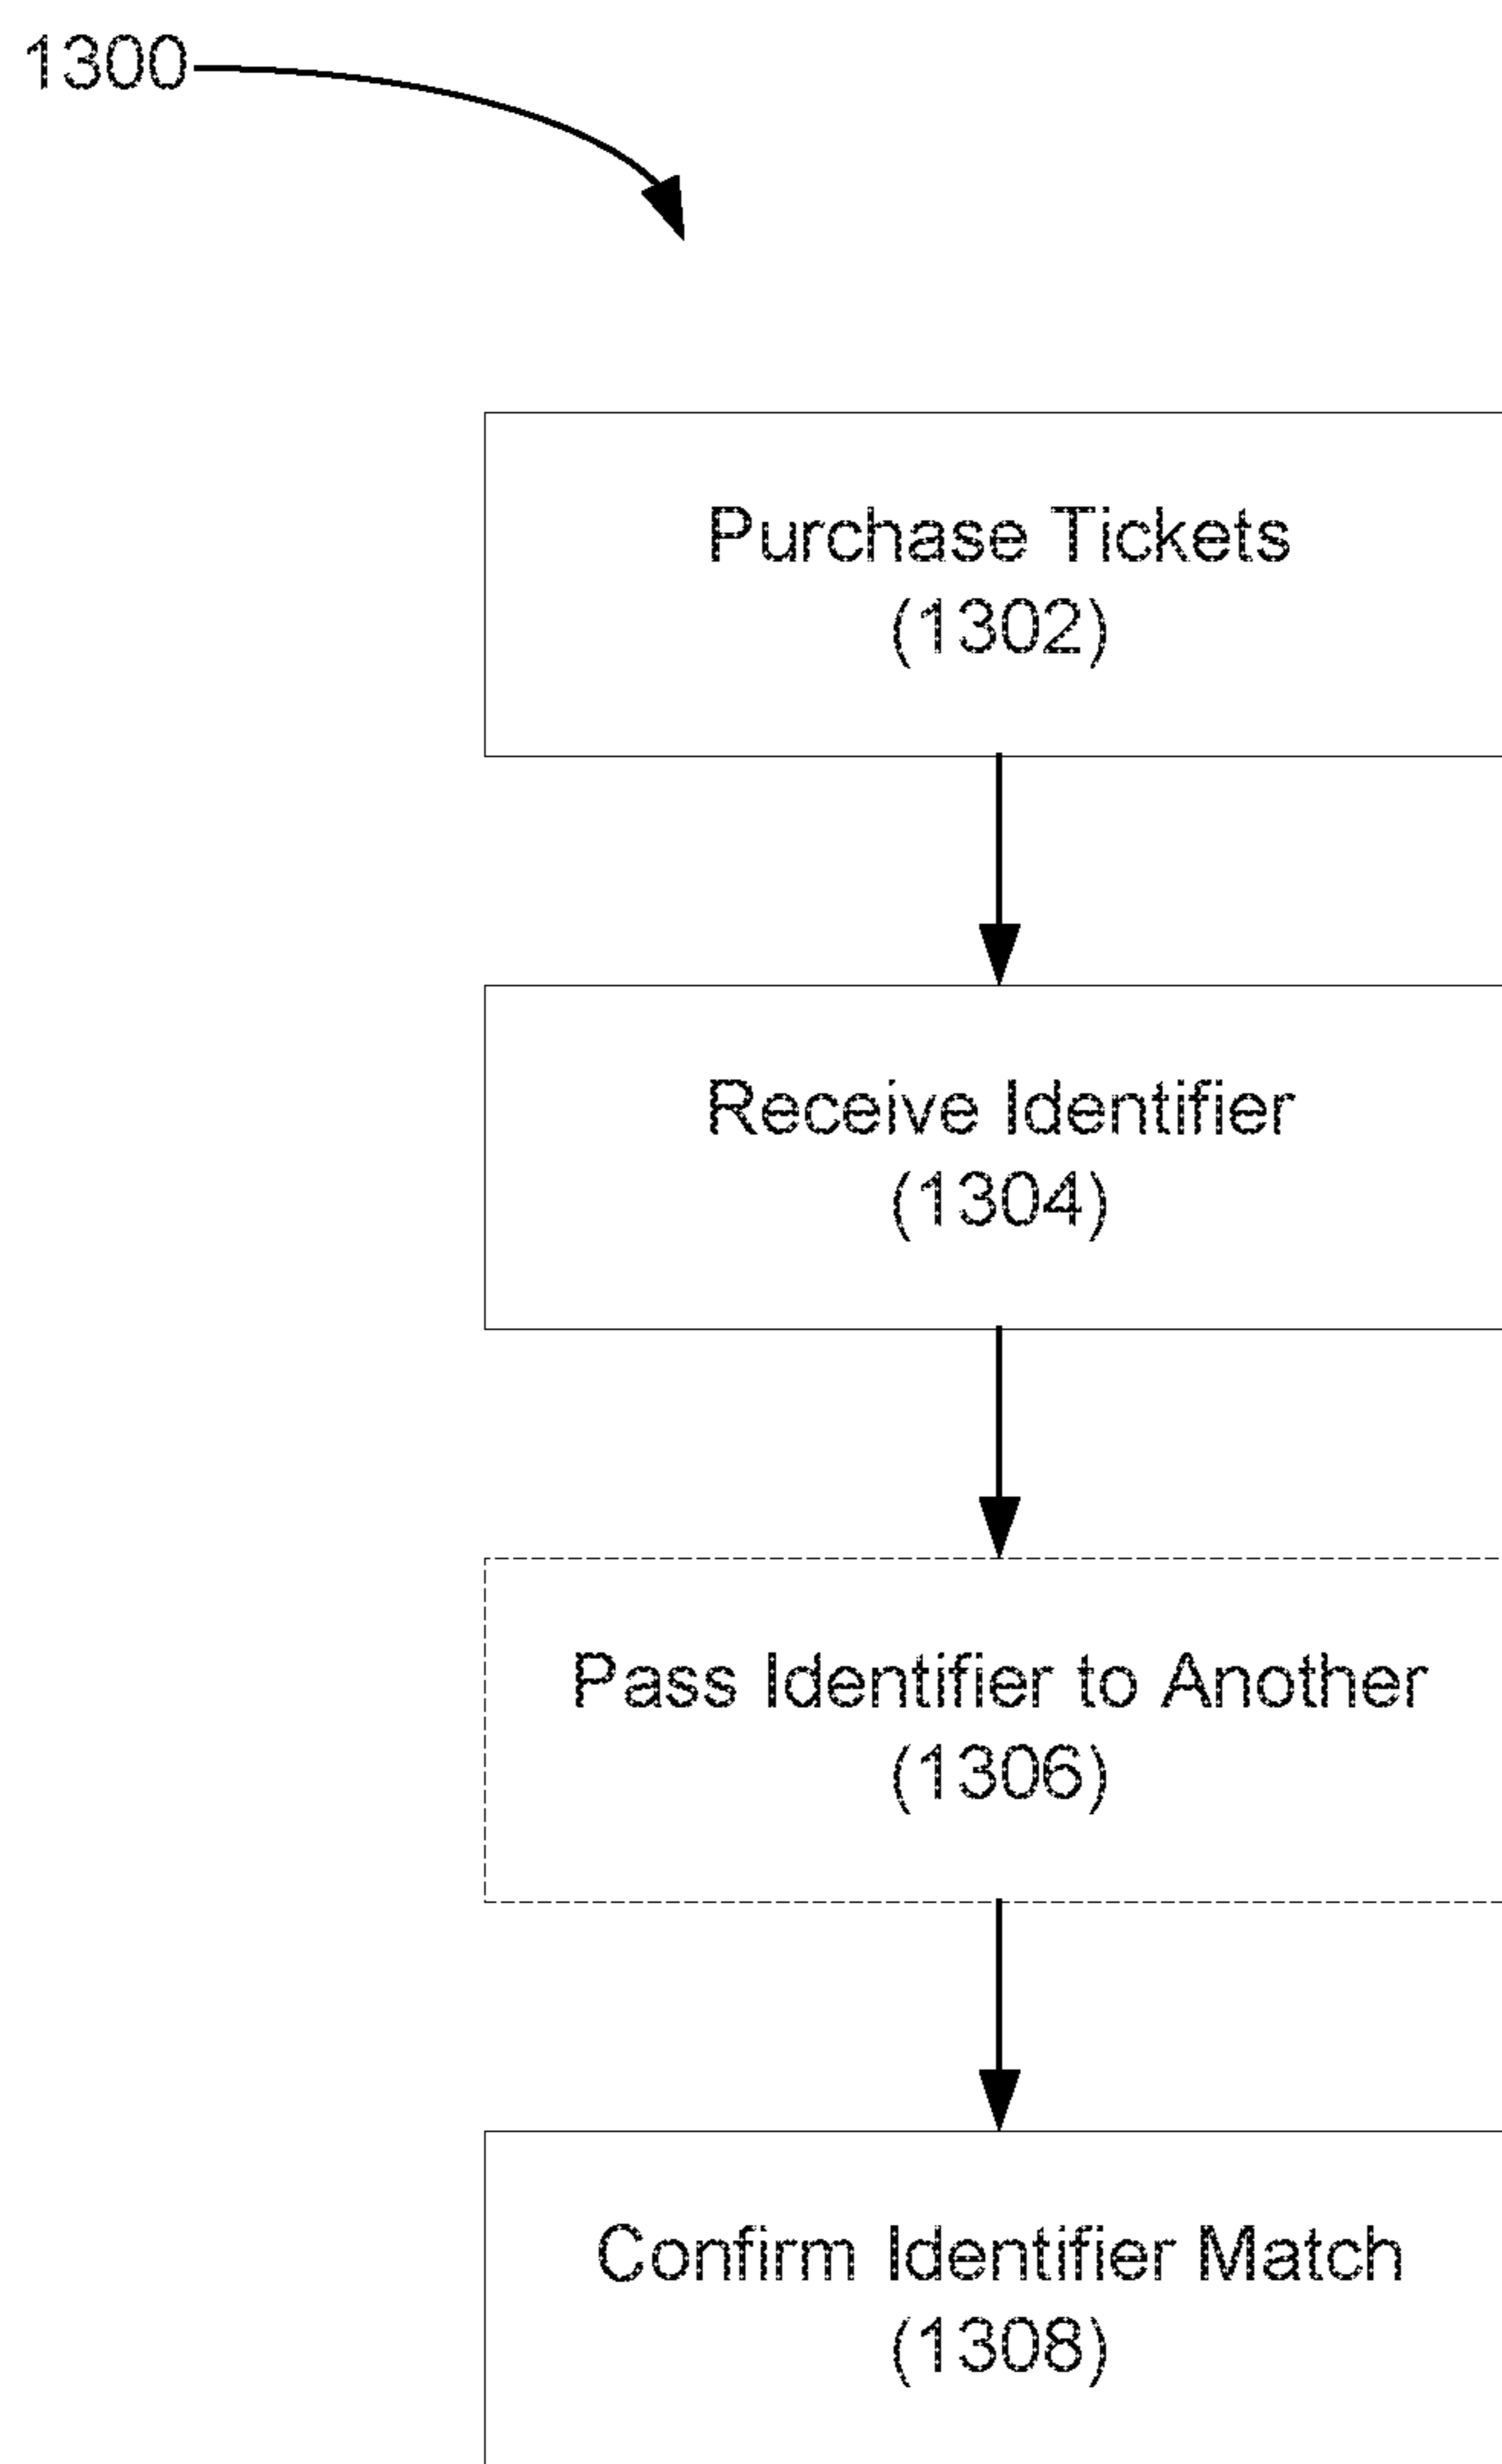 1300
Purchase Tickets
(1302)
Receive Identifier
(1304)
Pass Identifier to Another
(1306)
Confirm Identifier Match
(1308)